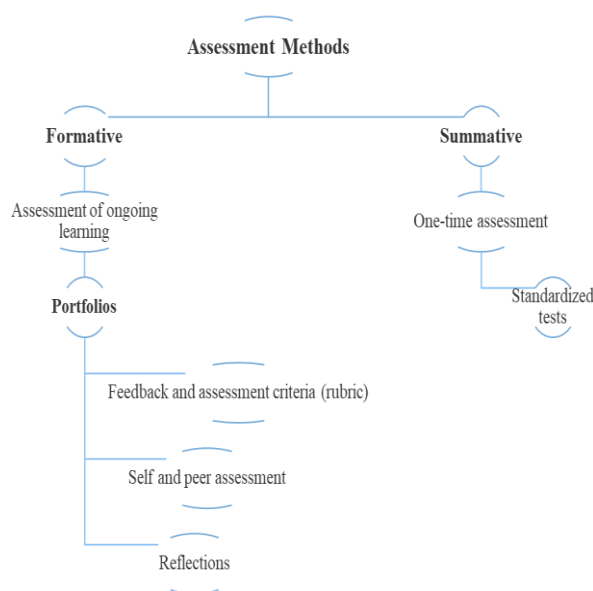 Assessment Methods
Formative
Summative
Assessment of ongoing
learning
One-time assessment
Portfolios
Standardized
tests
Feedback and assessment criteria (rubric)
Self and peer assessment
Reflections